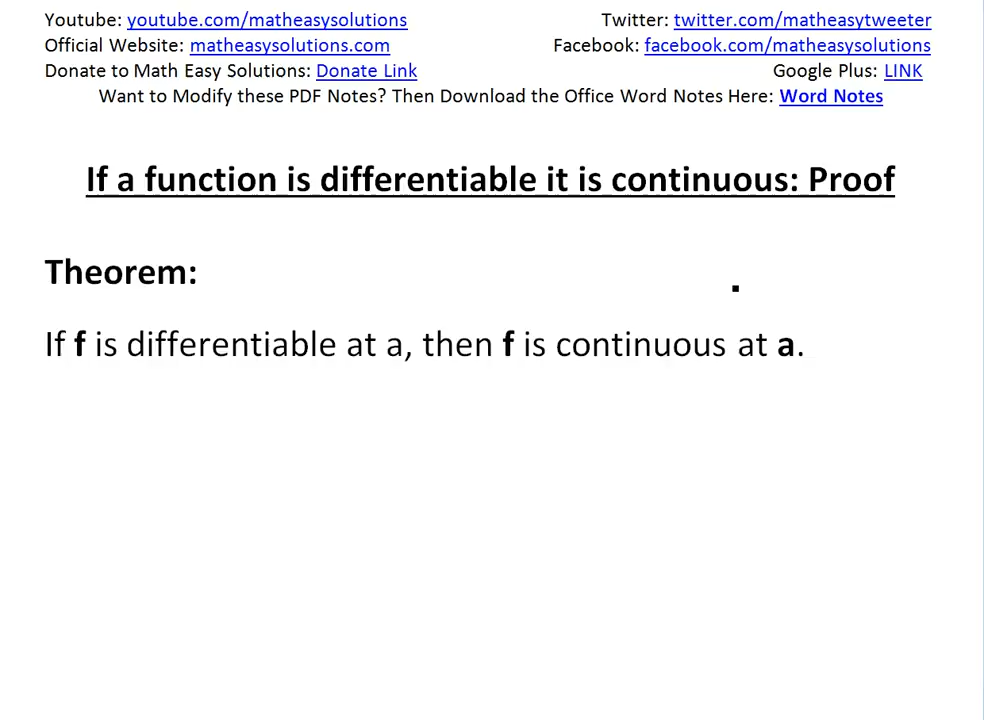 Youtube: youtube.com/matheasysolutions Twitter: twitter.com/matheasytweeter
Official Website: matheasysolutions.com Facebook: facebook.com/matheasysolutions
Donate to Math Easy Solutions: Donate Link Google Plus: LINK
Want to Modify these PDF Notes? Then Download the Office Word Notes Here: Word Notes
If a function is differentiable it is continuous: Proof
Theorem:
If f is differentiable at a, then f is continuous at a.